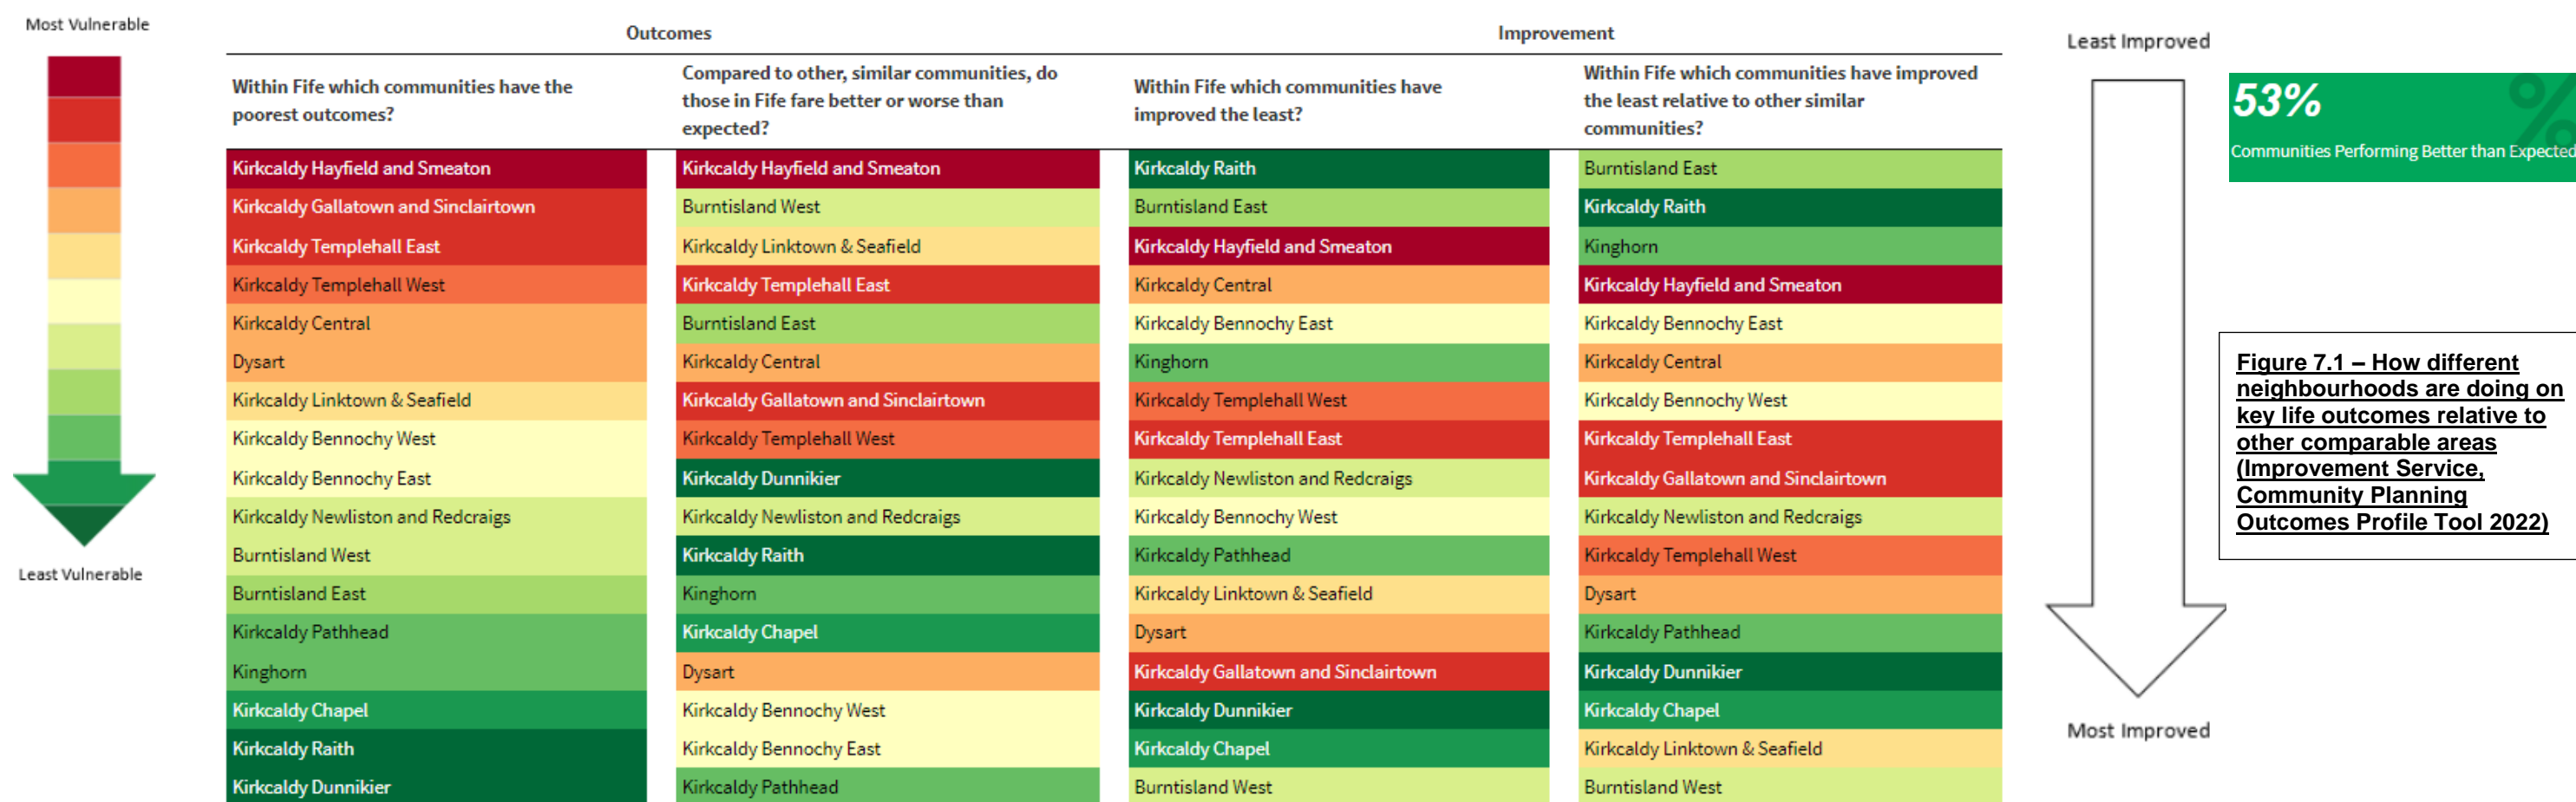 Most Vulnerable
Least Vulnerable
Outcomes
Improvement
Within Fife which communities have the
poorest outcomes?
Compared to other, similar communities, do
those in Fife fare better or worse than
expected?
Within Fife which communities have
improved the least?
Within Fife which communities have improved
the least relative to other similar
communities?
Kirkcaldy Hayfield and Smeaton
Kirkcaldy Gallatown and Sinclairtown
Kirkcaldy Templehall East
Kirkcaldy Templehall West
Kirkcaldy Central
Dysart
Kirkcaldy Linktown & Seafield
Kirkcaldy Bennochy West
Kirkcaldy Bennochy East
Kirkcaldy Newliston and Redcraigs
Burntisland West
Burntisland East
Kirkcaldy Pathhead
Kinghorn
Kirkcaldy Chapel
Kirkcaldy Raith
Kirkcaldy Dunnikier
Kirkcaldy Hayfield and Smeaton
Burntisland West
Kirkcaldy Linktown & Seafield
Kirkcaldy Templehall East
Burntisland East
Kirkcaldy Central
Kirkcaldy Gallatown and Sinclairtown
Kirkcaldy Templehall West
Kirkcaldy Dunnikier
Kirkcaldy Newliston and Redcraigs
Kirkcaldy Raith
Kinghorn
Kirkcaldy Chapel
Dysart
Kirkcaldy Bennochy West
Kirkcaldy Bennochy East
Kirkcaldy Pathhead
Kirkcaldy Raith
Burntisland East
Kirkcaldy Hayfield and Smeaton
Kirkcaldy Central
Kirkcaldy Bennochy East
Kinghorn
Kirkcaldy Templehall West
Kirkcaldy Templehall East
Kirkcaldy Newliston and Redcraigs
Kirkcaldy Bennochy West
Kirkcaldy Pathhead
Kirkcaldy Linktown & Seafield
Dysart
Kirkcaldy Gallatown and Sinclairtown
Kirkcaldy Dunnikier
Kirkcaldy Chapel
Burntisland West
Burntisland East
Kirkcaldy Raith
Kinghorn
Kirkcaldy Hayfield and Smeaton
Kirkcaldy Bennochy East
Kirkcaldy Central
Kirkcaldy Bennochy West
Kirkcaldy Templehall East
Kirkcaldy Gallatown and Sinclairtown
Kirkcaldy Newliston and Redcraigs
Kirkcaldy Templehall West
Dysart
Kirkcaldy Pathhead
Kirkcaldy Dunnikier
Kirkcaldy Chapel
Kirkcaldy Linktown & Seafield
Burntisland West
Least Improved
Most Improved
53%
%
Communities Performing Better than Expected
Figure 7.1 – How different
neighbourhoods are doing on
key life outcomes relative to
other comparable areas
(Improvement Service,
Community Planning
Outcomes Profile Tool 2022)